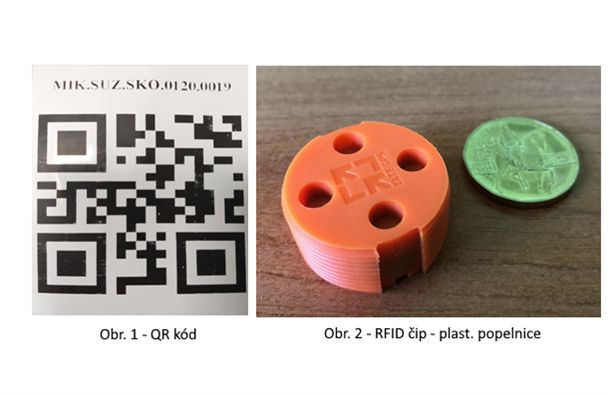 MIK.SUZ.SKO.0120.0019
Obr. 1 - QR kód
Obr. 2 - RFID čip - plast. popelnice